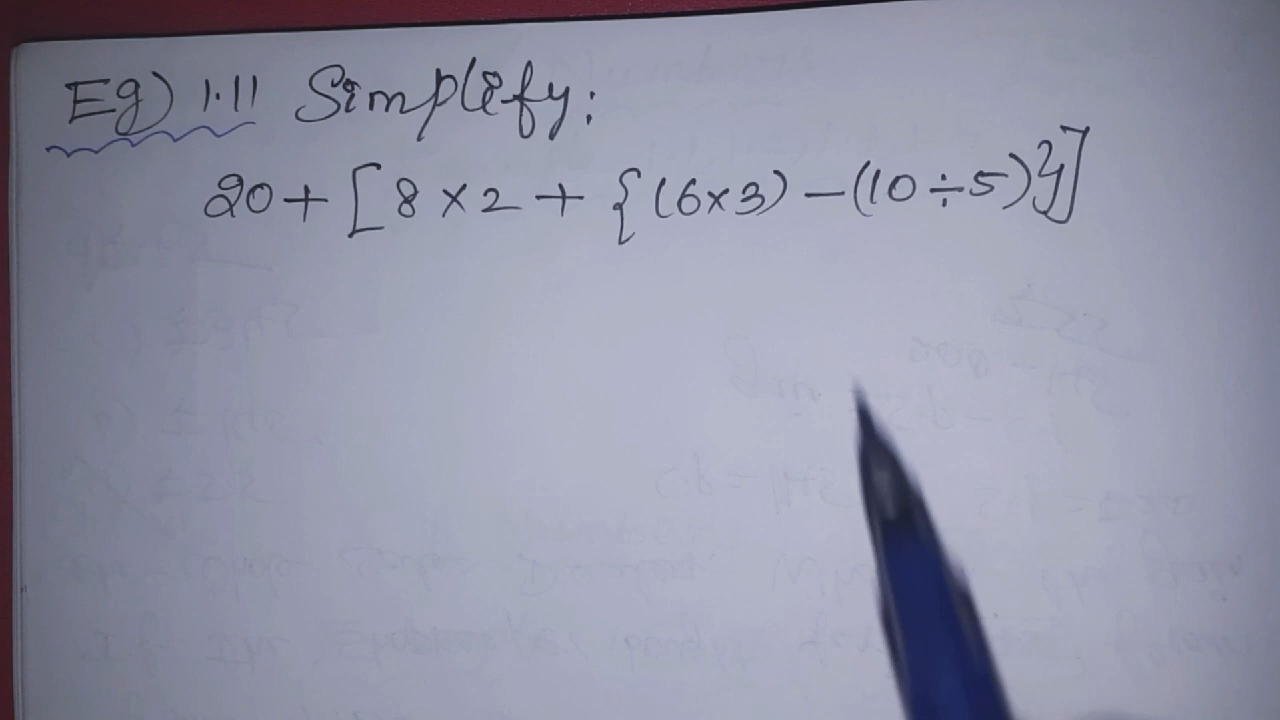 Eg) 1.11 Simplify:
20 + [8 × 2 + {(6×3) – (10÷5)}]